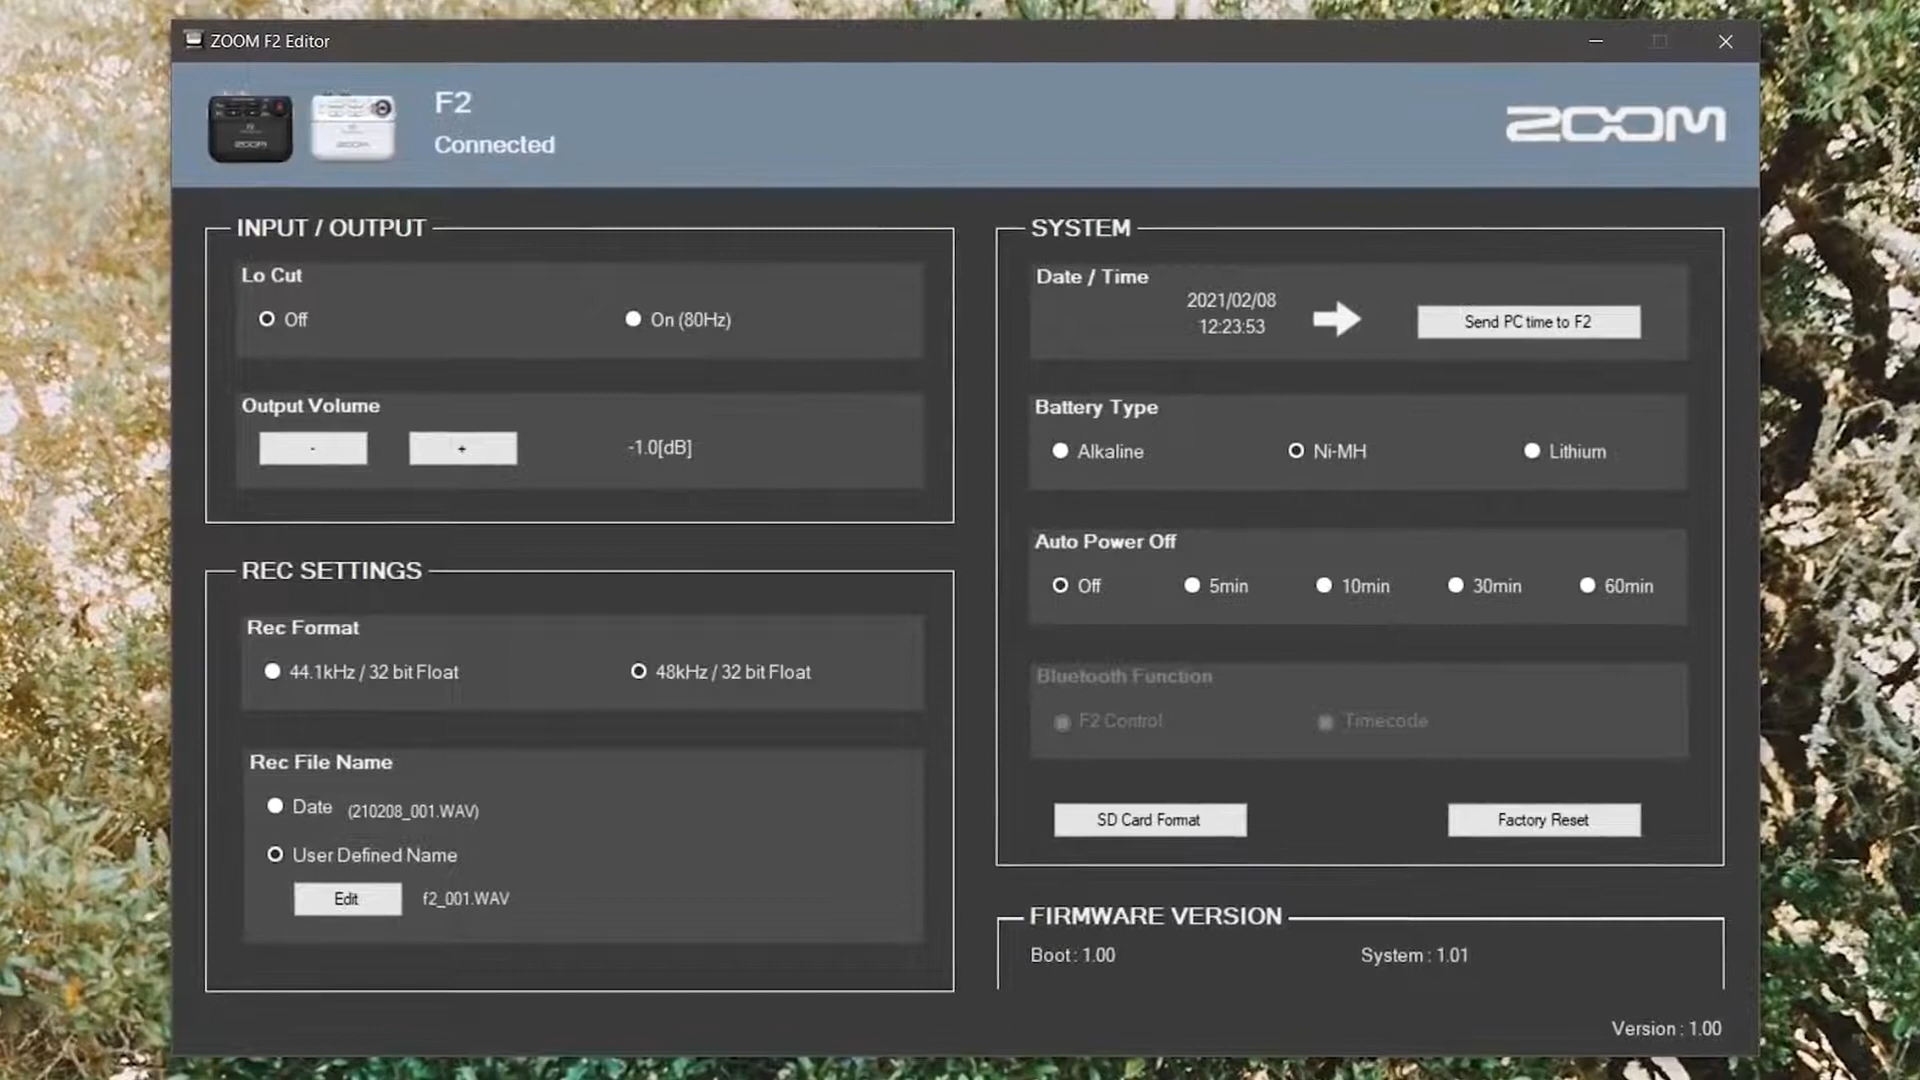 ZOOM F2 Editor
F2
Connected
ZOOM
INPUT / OUTPUT
Lo Cut
Off
On (80Hz)
Output Volume
-
+
-1.0[dB]
REC SETTINGS
Rec Format
44.1kHz / 32 bit Float
48kHz / 32 bit Float
Rec File Name
Date (210208_001.WAV)
User Defined Name
Edit
f2_001.WAV
SYSTEM
Date / Time
2021/02/08
12:23:53
Send PC time to F2
Battery Type
Alkaline
Ni-MH
Lithium
Auto Power Off
Off
5min
10min
30min
60min
Bluetooth Function
F2 Control
Timecode
SD Card Format
Factory Reset
FIRMWARE VERSION
Boot : 1.00
System : 1.01
Version : 1.00